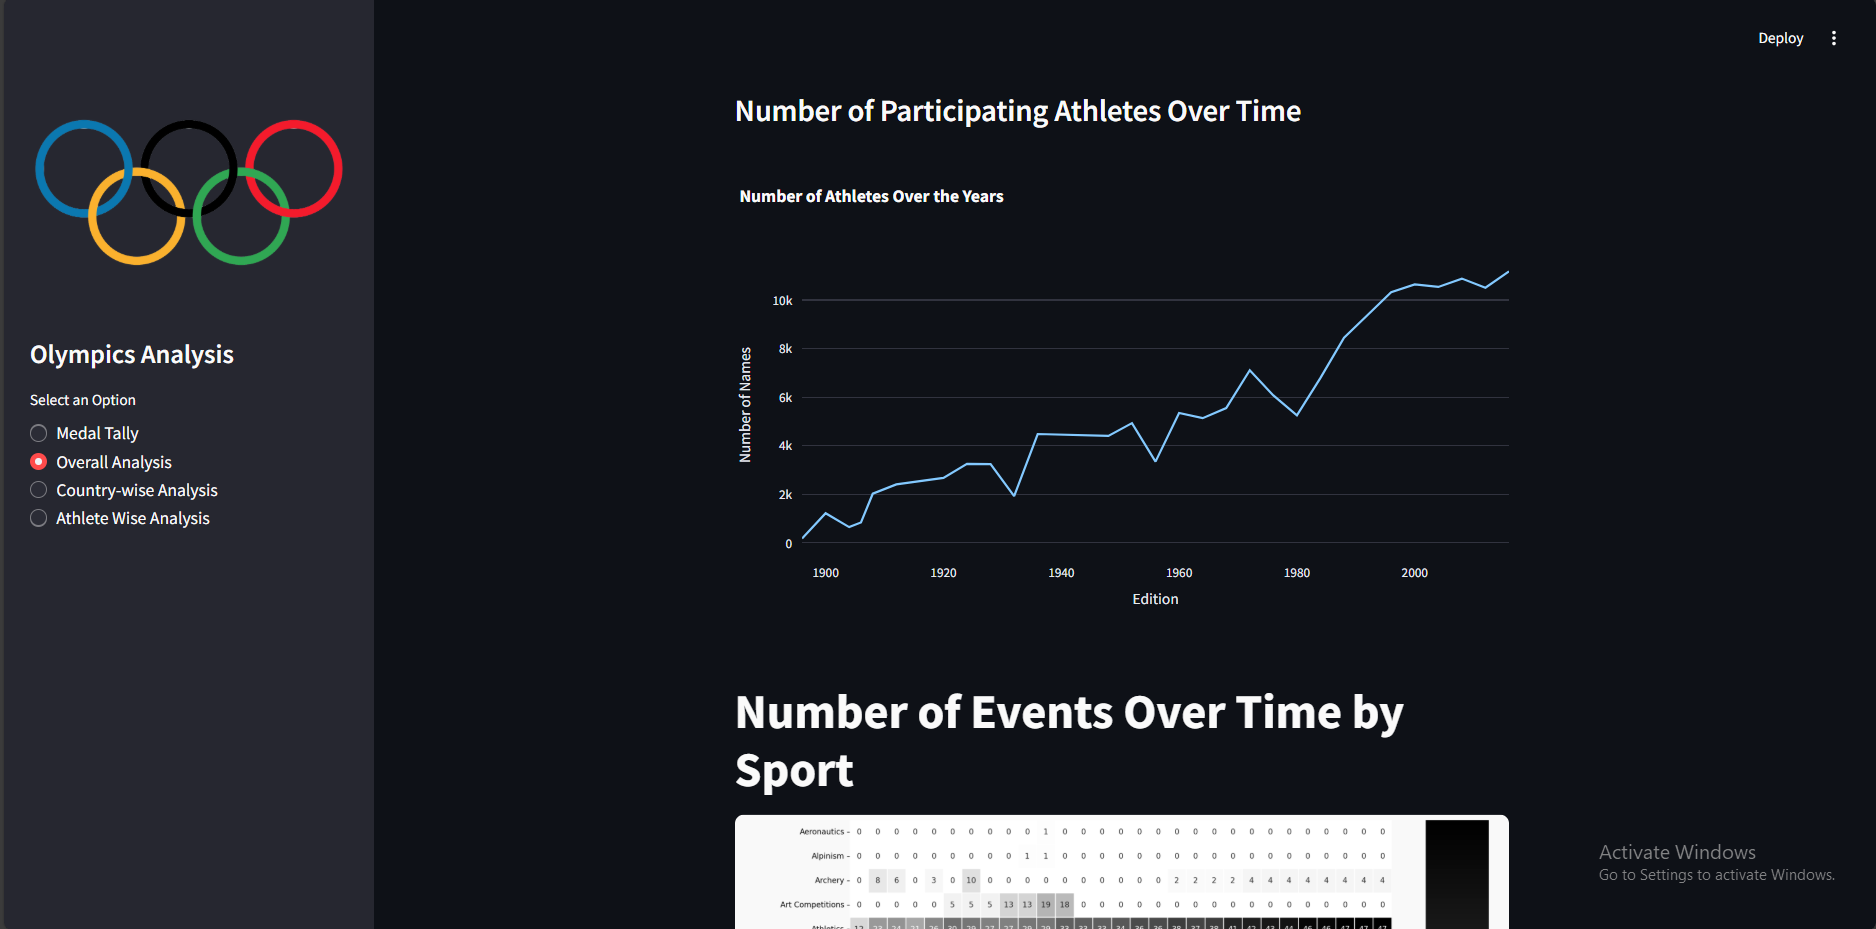 Deploy
Number of Participating Athletes Over Time
Number of Athletes Over the Years
10k
8k
6k
4k
2k
0
Number of Names
1900 1920 1940 1960 1980 2000
Edition
Olympics Analysis
Select an Option
Medal Tally
Overall Analysis
Country-wise Analysis
Athlete Wise Analysis
Number of Events Over Time by
Sport
Aeronautics - 0 0 0 0 0 0 0 0 0 0 1 0 0 0 0 0 0 0 0 0 0 0 0 0 0 0 0 0 0
Alpinism - 0 0 0 0 0 0 0 0 0 1 1 0 0 0 0 0 0 0 0 0 0 0 0 0 0 0 0 0 0
Archery - 0 8 6 0 3 0 10 0 0 0 0 0 0 0 0 0 0 2 2 2 2 4 4 4 4 4 4 4 4
Art Competitions - 0 0 0 0 0 5 5 5 13 13 19 18 0 0 0 0 0 0 0 0 0 0 0 0 0 0 0 0 0
Athletics
Activate Windows
Go to Settings to activate Windows.